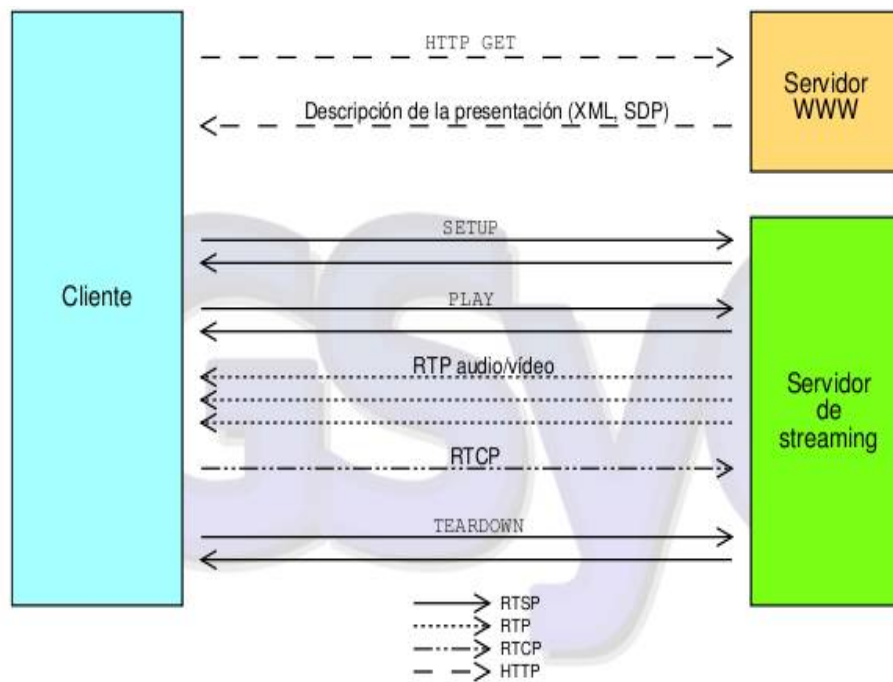 HTTP GET
Servidor
WWW
Descripción de la presentación (XML, SDP)
SETUP
Cliente
PLAY
RTP audio/vídeo
Servidor
de
streaming
RTCP
TEARDOWN
RTSP
RTP
RTCP
HTTP
GSyC